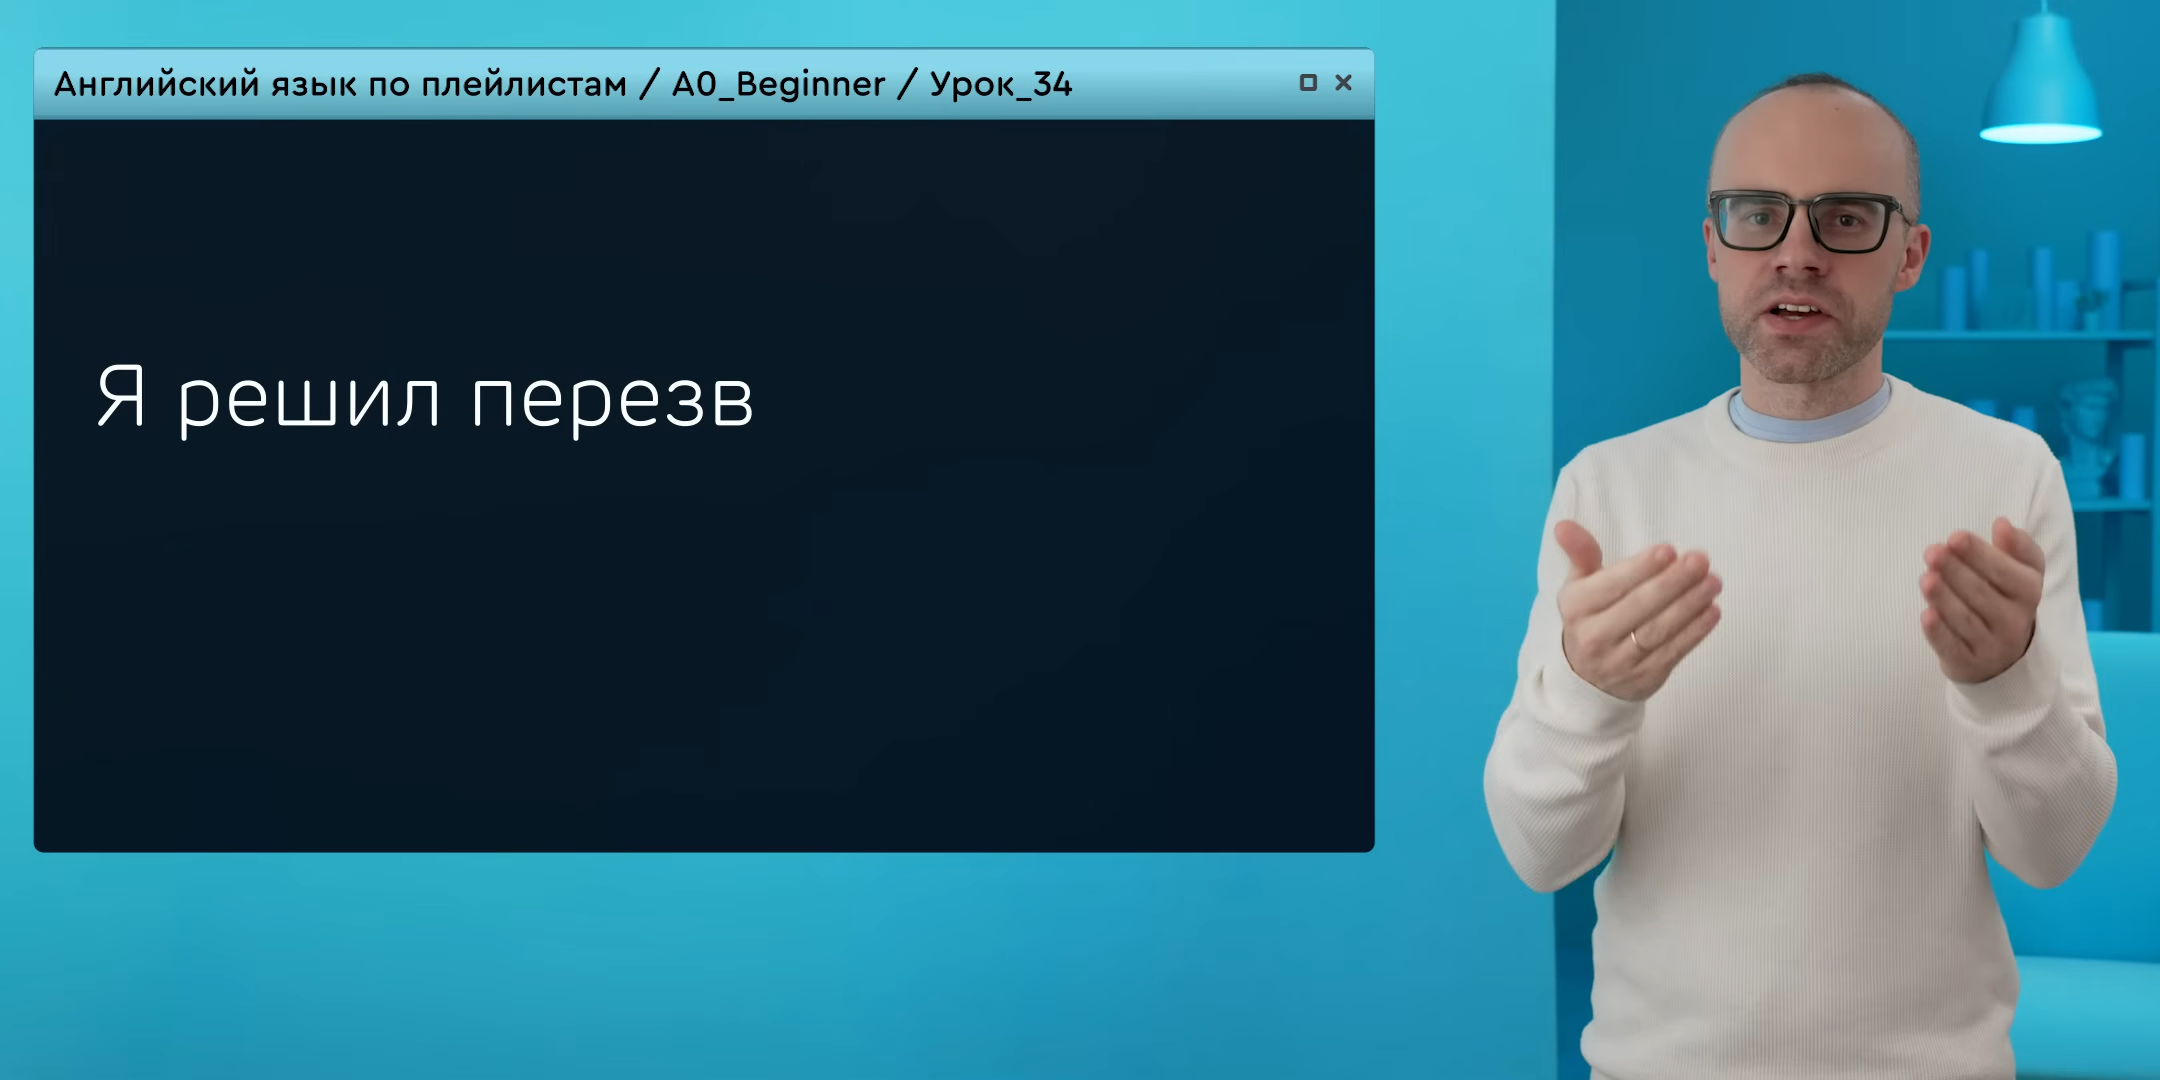 Английский язык по плейлистам / A0_Beginner / Урок_34
Я решил перезв